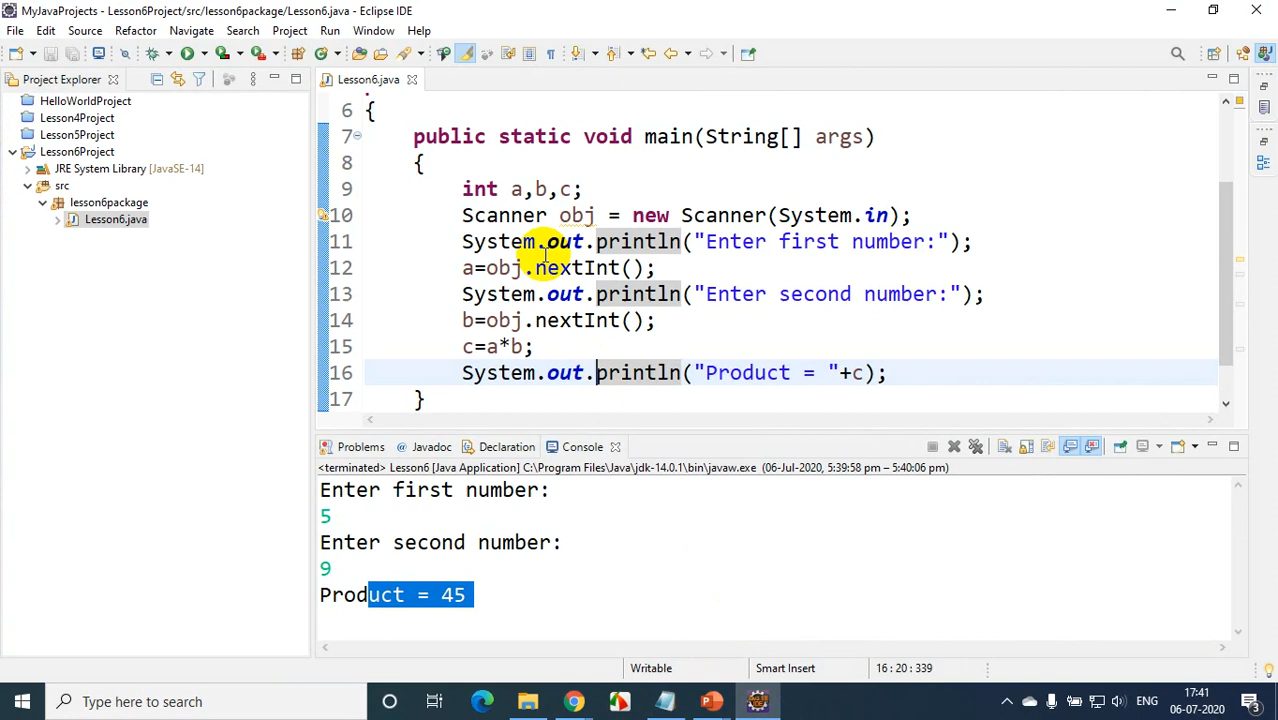 MyJavaProjects - Lesson6Project/src/lesson6package/Lesson6.java - Eclipse IDE
File Edit Source Refactor Navigate Search Project Run Window Help
Project Explorer
HelloWorldProject
Lesson4Project
Lesson5Project
Lesson6Project
JRE System Library [JavaSE-14]
src
lesson6package
Lesson6.java
Lesson6.java
6 {
7 public static void main(String[] args)
8 {
9 int a,b,c;
10 Scanner obj = new Scanner(System.in);
11 System.out.println("Enter first number:");
12 a=obj.nextInt();
13 System.out.println("Enter second number:");
14 b=obj.nextInt();
15 c=a*b;
16 System.out.println("Product = "+c);
17 }
Problems Javadoc Declaration Console
<terminated> Lesson6 [Java Application] C:\Program Files\Java\jdk-14.0.1\bin\javaw.exe (06-Jul-2020, 5:39:58 pm – 5:40:06 pm)
Enter first number:
5
Enter second number:
9
Product = 45
Writable Smart Insert 16 : 20 : 339
Type here to search
ENG
17:41
06-07-2020
3